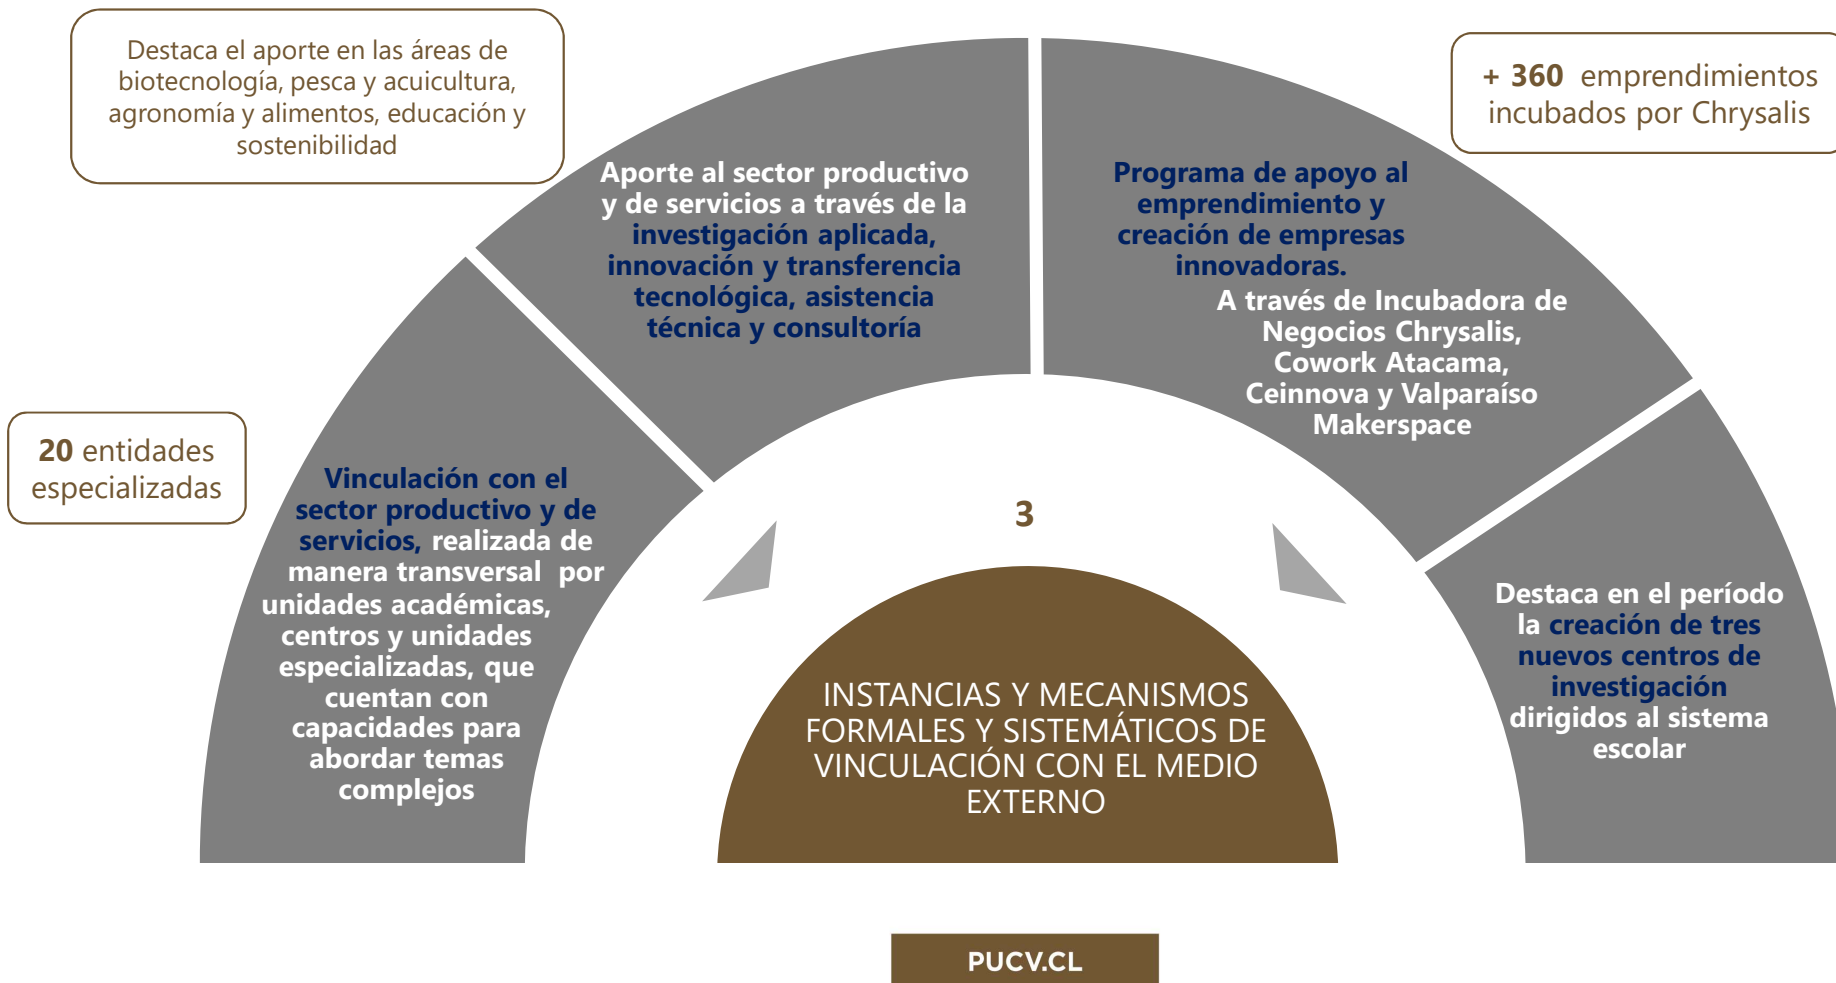 Destaca el aporte en las áreas de
biotecnología, pesca y acuicultura,
agronomía y alimentos, educación y
sostenibilidad
+ 360 emprendimientos
incubados por Chrysalis
20 entidades
especializadas
Vinculación con el
sector productivo y de
servicios, realizada de
manera transversal por
unidades académicas,
centros y unidades
especializadas, que
cuentan con
capacidades para
abordar temas
complejos
Aporte al sector productivo
y de servicios a través de la
investigación aplicada,
innovación y transferencia
tecnológica, asistencia
técnica y consultoría
Programa de apoyo al
emprendimiento y
creación de empresas
innovadoras.
A través de Incubadora de
Negocios Chrysalis,
Cowork Atacama,
Ceinnova y Valparaíso
Makerspace
Destaca en el período
la creación de tres
nuevos centros de
investigación
dirigidos al sistema
escolar
3
INSTANCIAS Y MECANISMOS
FORMALES Y SISTEMÁTICOS DE
VINCULACIÓN CON EL MEDIO
EXTERNO
PUCV.CL